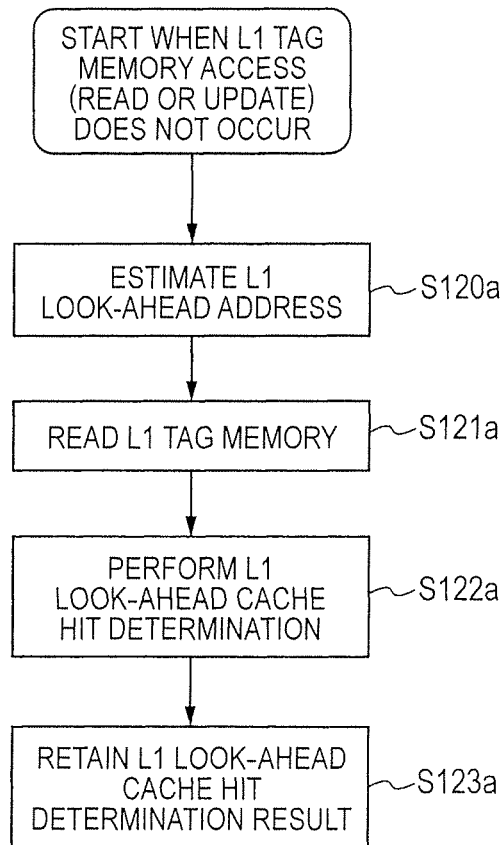 START WHEN L1 TAG
MEMORY ACCESS
(READ OR UPDATE)
DOES NOT OCCUR
ESTIMATE L1
LOOK-AHEAD ADDRESS
S120a
READ L1 TAG MEMORY
S121a
PERFORM L1
LOOK-AHEAD CACHE
HIT DETERMINATION
S122a
RETAIN L1 LOOK-AHEAD
CACHE HIT
DETERMINATION RESULT
S123a